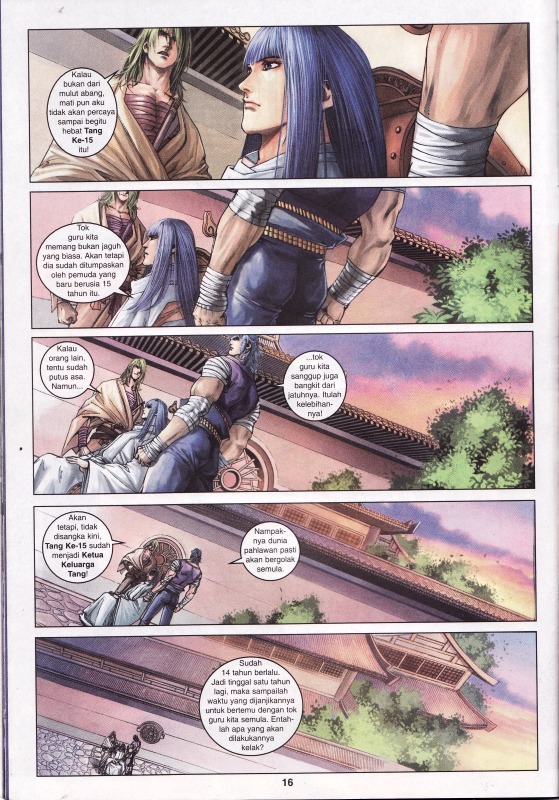 Kalau
bukan dari
mulut abang,
mati pun aku
tidak akan percaya
sampai begitu
hebat Tang
Ke-15
itu!
Tok
guru kita
memang bukan jaguh
yang biasa. Akan tetapi
dia sudah ditumpaskan
oleh pemuda yang
baru berusia 15
tahun itu.
Kalau
orang lain,
tentu sudah
putus asa.
Namun...
...tok
guru kita
sanggup juga
bangkit dari
jatuhnya. Itulah
kelebihan-
nya!
Akan
tetapi, tidak
disangka kini,
Tang Ke-15 sudah
menjadi Ketua
Keluarga
Tang!
Nampak-
nya dunia
pahlawan pasti
akan bergolak
semula.
Sudah
14 tahun berlalu.
Jadi tinggal satu tahun
lagi, maka sampailah
waktu yang dijanjikannya
untuk bertemu dengan tok
guru kita semula. Entah-
lah apa yang akan
dilakukannya
kelak?
16